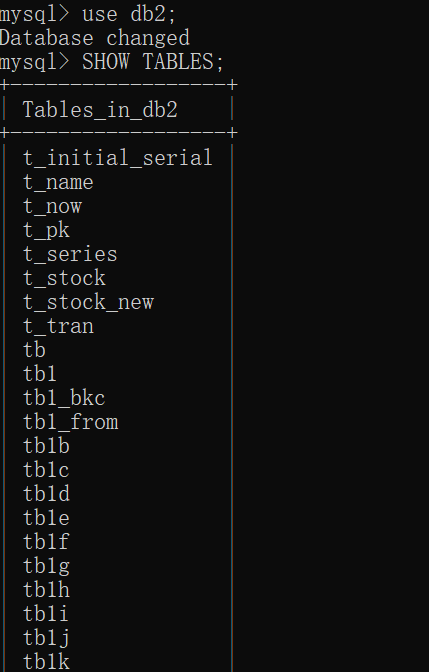 mysql> use db2;
Database changed
mysql> SHOW TABLES;
+------------------+
| Tables_in_db2    |
+------------------+
| t_initial_serial |
| t_name           |
| t_now            |
| t_pk             |
| t_series         |
| t_stock          |
| t_stock_new      |
| t_tran           |
| tb               |
| tb1              |
| tb1_bkc          |
| tb1_from         |
| tb1b             |
| tb1c             |
| tb1d             |
| tb1e             |
| tb1f             |
| tb1g             |
| tb1h             |
| tb1i             |
| tb1j             |
| tb1k             |